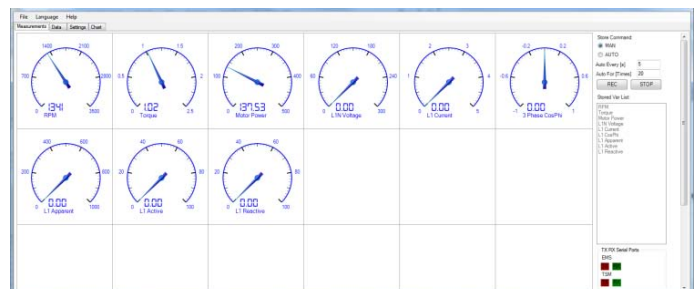 File Language Help
Measurements Data Settings Chart
1400 2100
700 2800
0 3500
1341
RPM
1 1.5
0.5 2
0 2.5
1.02
Torque
200 300
100 400
0 500
137.53
Motor Power
120 180
60 240
0 300
0.00
L1N Voltage
2 3
1 4
0 5
0.00
L1 Current
-0.2 0.2
-0.6 0.6
-1 1
0.00
3 Phase CosPhi
400 600
200 800
0 1000
0.00
L1 Apparent
40 60
20 80
0 100
0.00
L1 Active
40 60
20 80
0 100
0.00
L1 Reactive
Store Command
MAN
AUTO
Auto Every [s] 5
Auto For [Times] 20
REC STOP
Stored Var List
RPM
Torque
Motor Power
L1N Voltage
L1 Current
L1 CosPhi
L1 Apparent
L1 Active
L1 Reactive
TX/RX Serial Ports
EMS
TSM